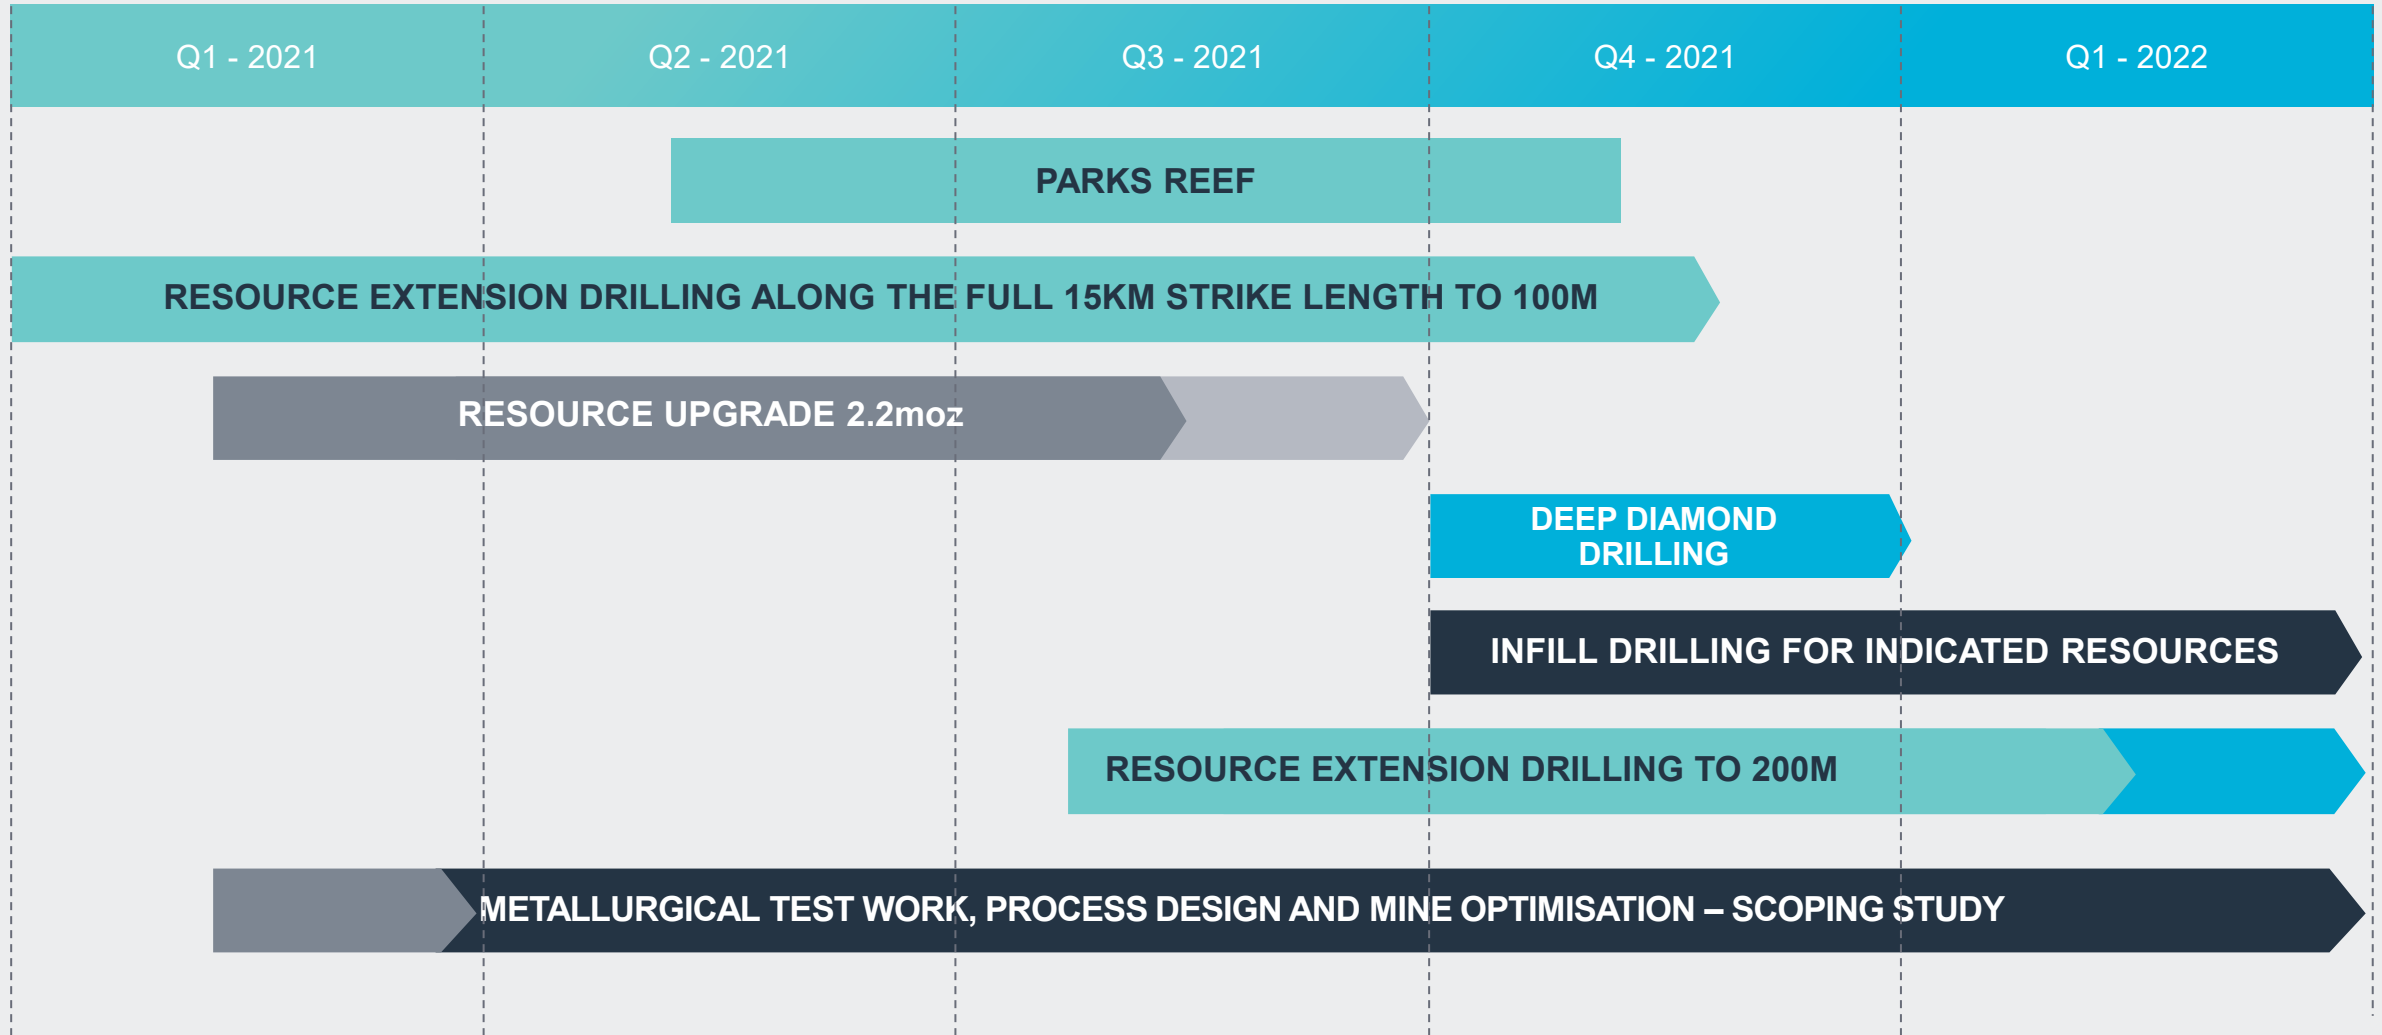 Q1 - 2021
Q2 - 2021
Q3 - 2021
Q4 - 2021
Q1 - 2022
PARKS REEF
RESOURCE EXTENSION DRILLING ALONG THE FULL 15KM STRIKE LENGTH TO 100M
RESOURCE UPGRADE 2.2moz
DEEP DIAMOND
DRILLING
INFILL DRILLING FOR INDICATED RESOURCES
RESOURCE EXTENSION DRILLING TO 200M
METALLURGICAL TEST WORK, PROCESS DESIGN AND MINE OPTIMISATION – SCOPING STUDY